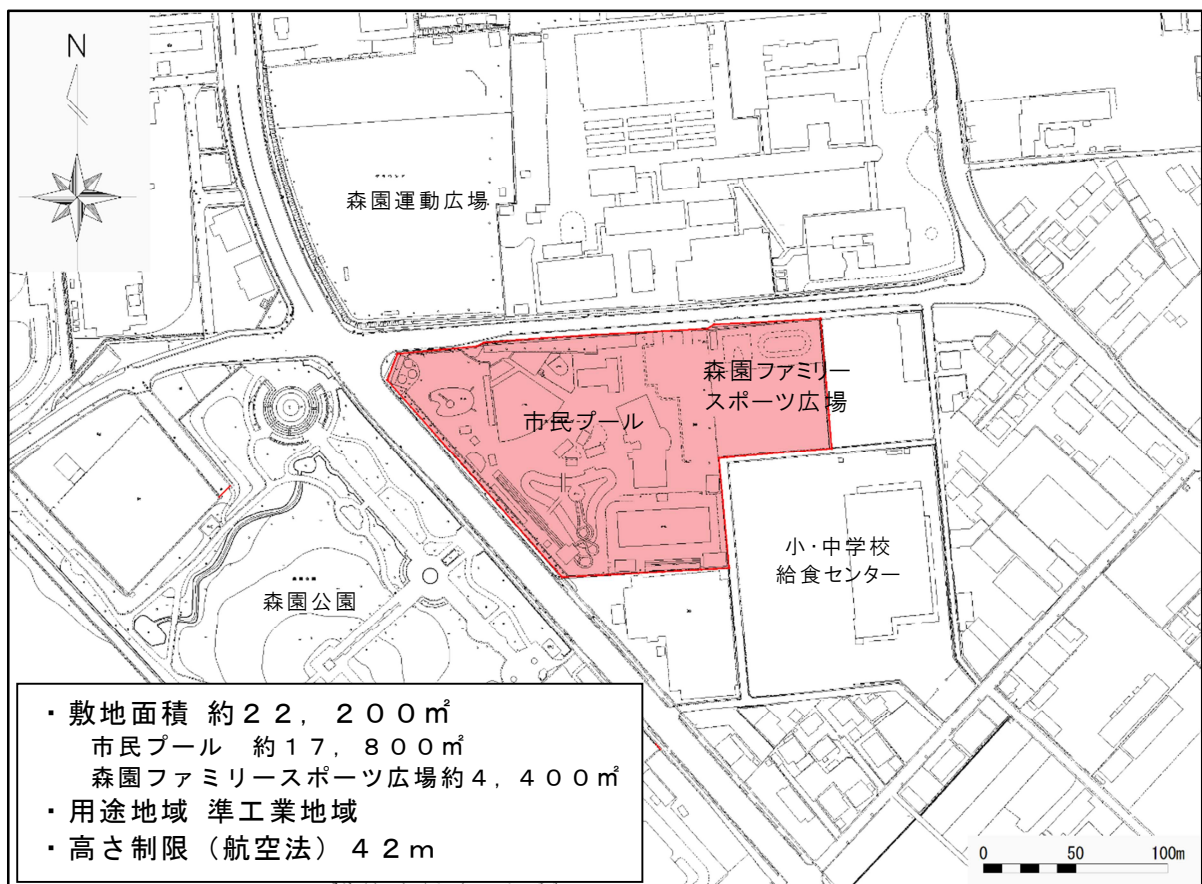 N
森園運動広場
森園ファミリー
スポーツ広場
市民プール
小・中学校
給食センター
森園公園
・敷地面積 約２２，２００㎡
市民プール 約１７，８００㎡
森園ファミリースポーツ広場約４，４００㎡
・用途地域 準工業地域
・高さ制限（航空法）４２ｍ
0 50 100m